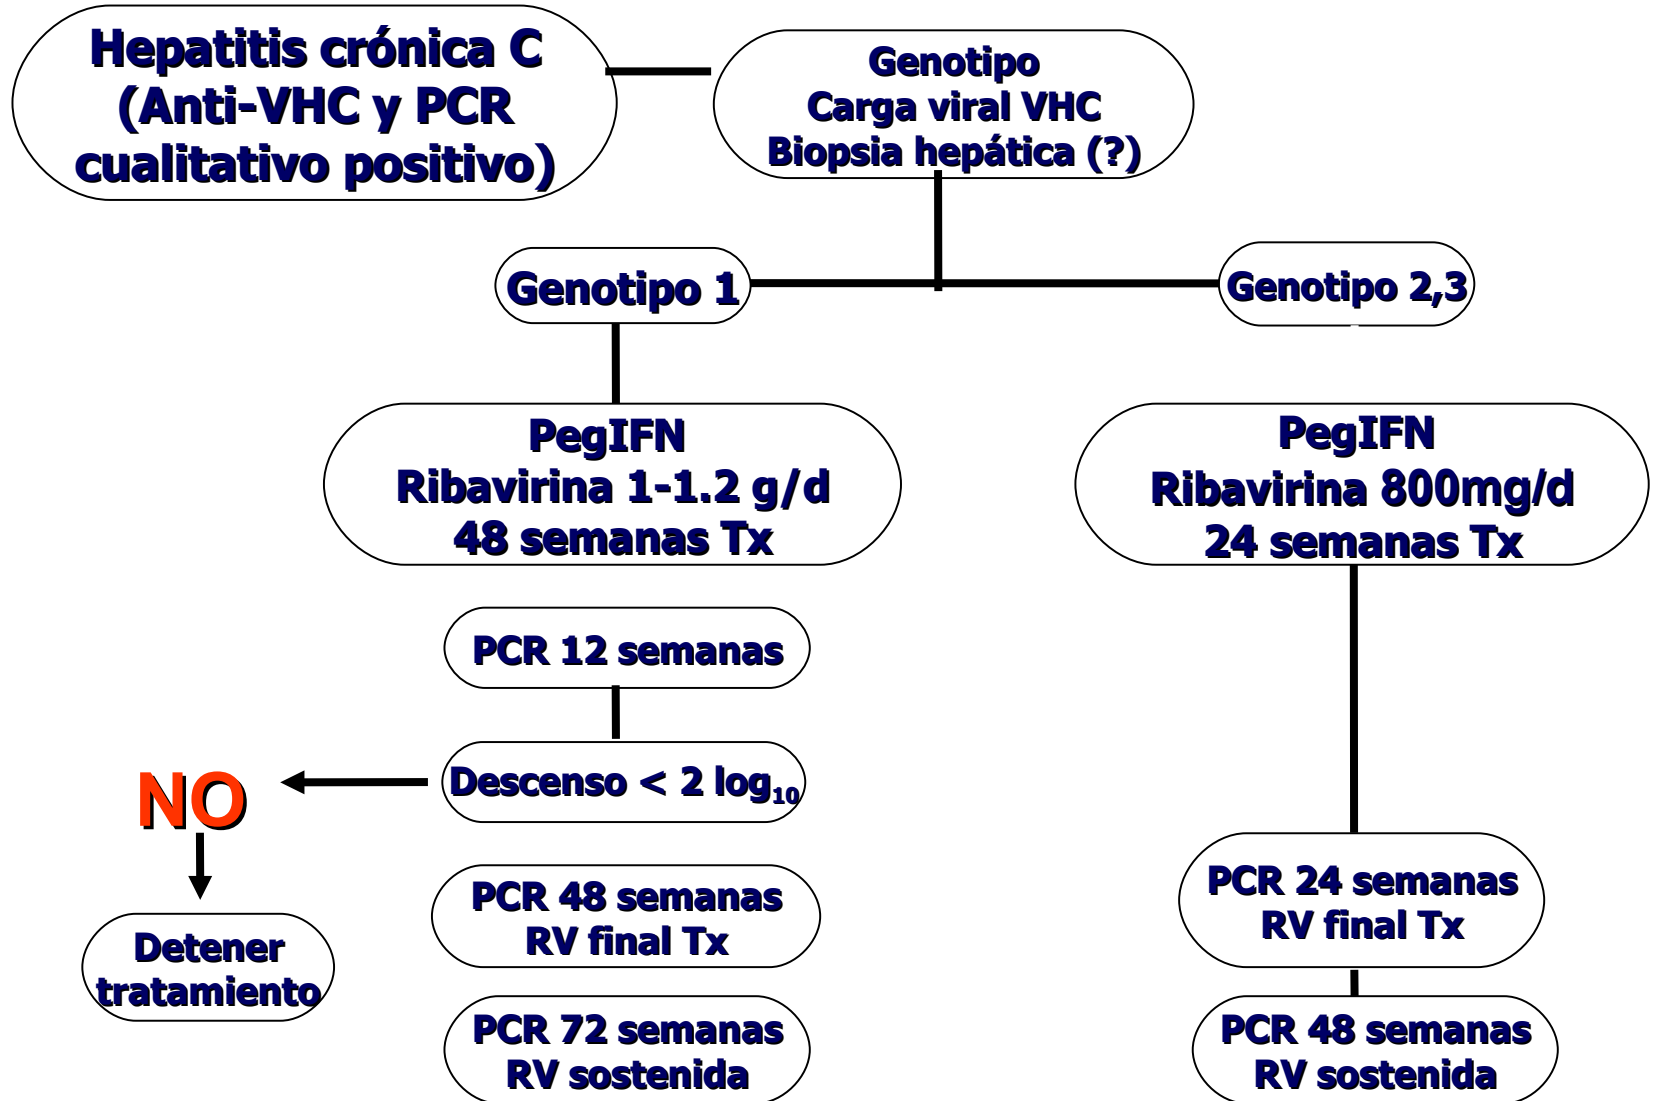 Hepatitis crónica C
(Anti-VHC y PCR
cualitativo positivo)
Genotipo
Carga viral VHC
Biopsia hepática (?)
Genotipo 1
Genotipo 2,3
PegIFN
Ribavirina 1-1.2 g/d
48 semanas Tx
PegIFN
Ribavirina 800mg/d
24 semanas Tx
PCR 12 semanas
Descenso < 2 log₁₀
NO
Detener
tratamiento
PCR 48 semanas
RV final Tx
PCR 72 semanas
RV sostenida
PCR 24 semanas
RV final Tx
PCR 48 semanas
RV sostenida